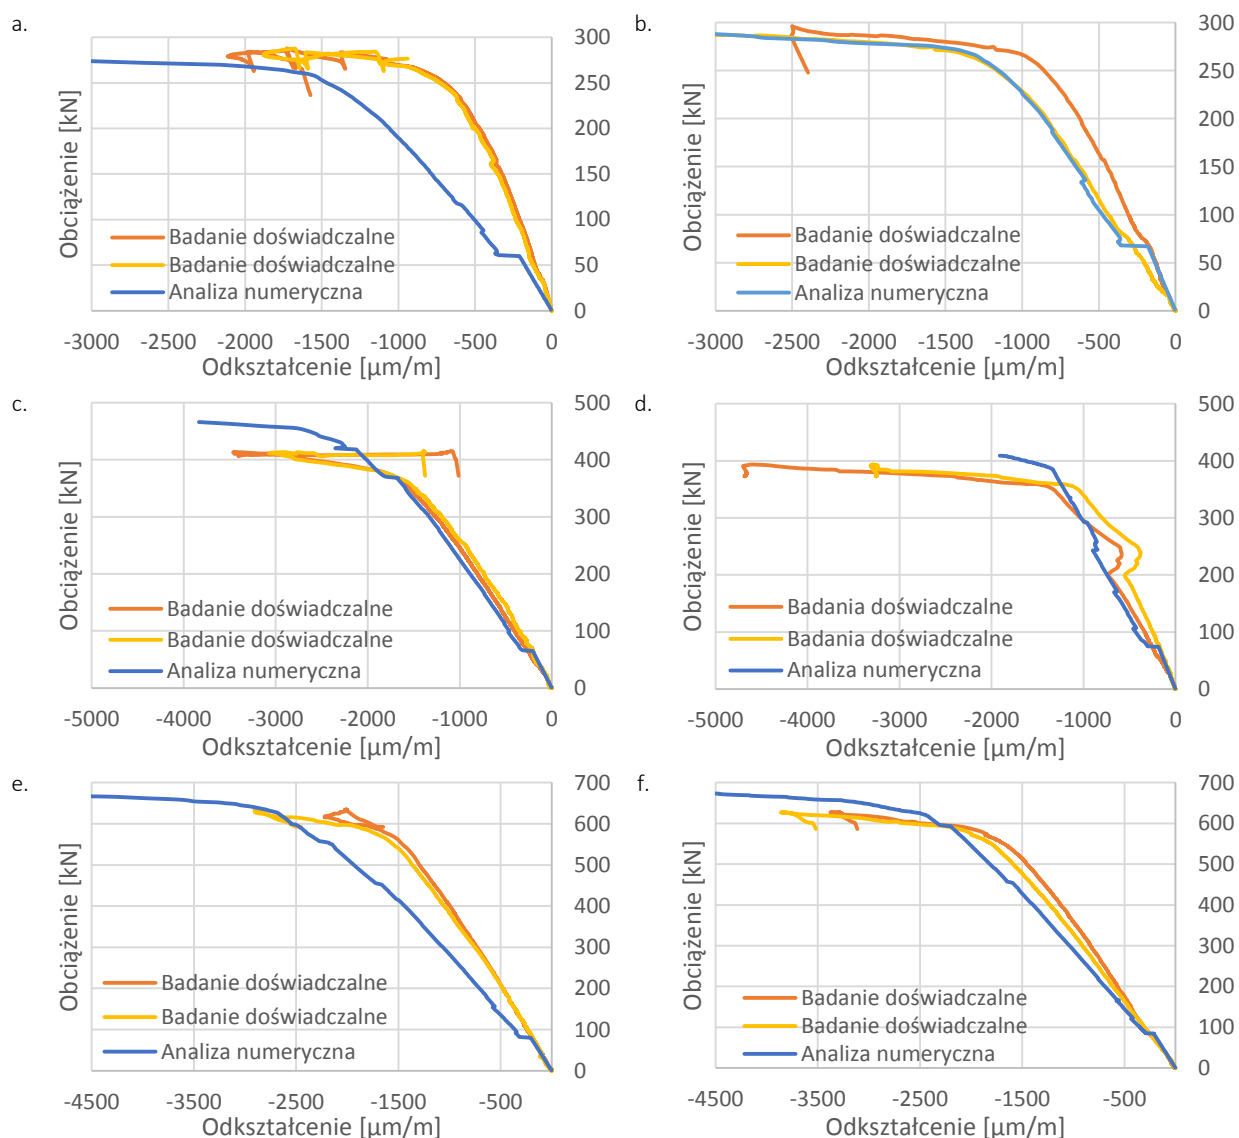 a.
Obciążenie [kN]
300
250
200
150
100
50
0
Badanie doświadczalne
Badanie doświadczalne
Analiza numeryczna
-3000 -2500 -2000 -1500 -1000 -500 0
Odkształcenie [µm/m]
b.
Obciążenie [kN]
300
250
200
150
100
50
0
Badanie doświadczalne
Badanie doświadczalne
Analiza numeryczna
-3000 -2500 -2000 -1500 -1000 -500 0
Odkształcenie [µm/m]
c.
Obciążenie [kN]
500
400
300
200
100
0
Badanie doświadczalne
Badanie doświadczalne
Analiza numeryczna
-5000 -4000 -3000 -2000 -1000 0
Odkształcenie [µm/m]
d.
Obciążenie [kN]
500
400
300
200
100
0
Badania doświadczalne
Badania doświadczalne
Analiza numeryczna
-5000 -4000 -3000 -2000 -1000 0
Odkształcenie [µm/m]
e.
Obciążenie [kN]
700
600
500
400
300
200
100
0
Badanie doświadczalne
Badanie doświadczalne
Analiza numeryczna
-4500 -3500 -2500 -1500 -500
Odkształcenie [µm/m]
f.
Obciążenie [kN]
700
600
500
400
300
200
100
0
Badanie doświadczalne
Badanie doświadczalne
Analiza numeryczna
-4500 -3500 -2500 -1500 -500
Odkształcenie [µm/m]